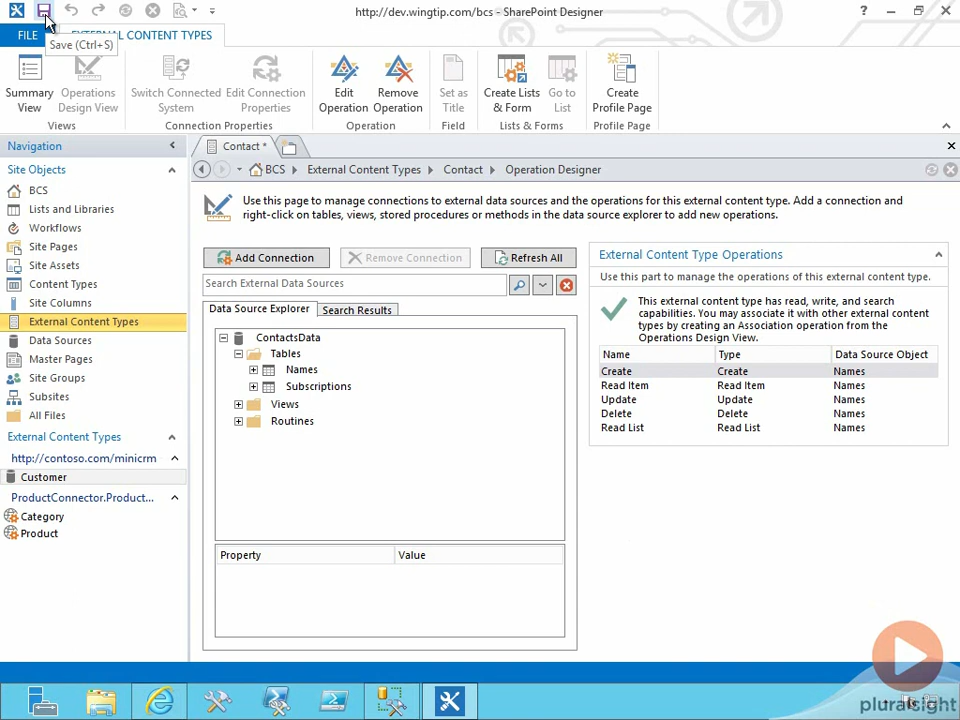 http://dev.wingtip.com/bcs - SharePoint Designer
?
FILE
EXTERNAL CONTENT TYPES
Save (Ctrl+S)
Summary View
Operations Design View
Switch Connected System
Edit Connection Properties
Edit Operation
Remove Operation
Set as Title
Create Lists & Form
Go to List
Create Profile Page
Views
Connection Properties
Operation
Field
Lists & Forms
Profile Page
Navigation
Site Objects
BCS
Lists and Libraries
Workflows
Site Pages
Site Assets
Content Types
Site Columns
External Content Types
Data Sources
Master Pages
Site Groups
Subsites
All Files
External Content Types
http://contoso.com/minicrm
Customer
ProductConnector.Product...
Category
Product
Contact *
BCS
External Content Types
Contact
Operation Designer
Use this page to manage connections to external data sources and the operations for this external content type. Add a connection and
right-click on tables, views, stored procedures or methods in the data source explorer to add new operations.
Add Connection
Remove Connection
Refresh All
Search External Data Sources
Data Source Explorer
Search Results
ContactsData
Tables
Names
Subscriptions
Views
Routines
Property Value
External Content Type Operations
Use this part to manage the operations of this external content type.
This external content type has read, write, and search
capabilities. You may associate it with other external content
types by creating an Association operation from the
Operations Design View.
Name Type Data Source Object
Create Create Names
Read Item Read Item Names
Update Update Names
Delete Delete Names
Read List Read List Names
pluralsight